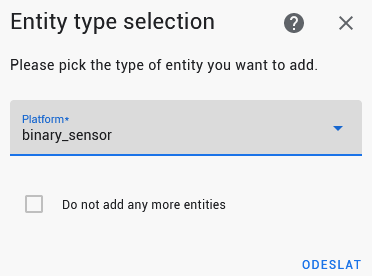 Entity type selection
Please pick the type of entity you want to add.
Platform*
binary_sensor
Do not add any more entities
ODESLAT